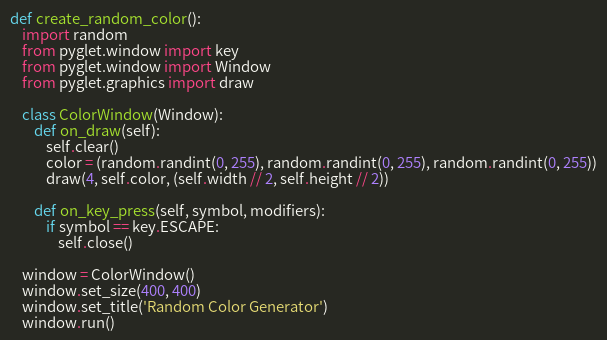 def create_random_color():
import random
from pyglet.window import key
from pyglet.window import Window
from pyglet.graphics import draw
class ColorWindow(Window):
def on_draw(self):
self.clear()
color = (random.randint(0, 255), random.randint(0, 255), random.randint(0, 255))
draw(4, self.color, (self.width // 2, self.height // 2))
def on_key_press(self, symbol, modifiers):
if symbol == key.ESCAPE:
self.close()
window = ColorWindow()
window.set_size(400, 400)
window.set_title('Random Color Generator')
window.run()